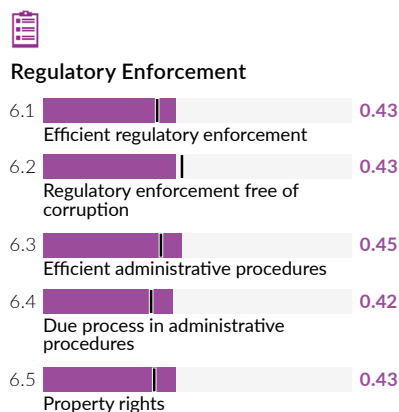 Regulatory Enforcement
6.1 0.43
Efficient regulatory enforcement
6.2 0.43
Regulatory enforcement free of
corruption
6.3 0.45
Efficient administrative procedures
6.4 0.42
Due process in administrative
procedures
6.5 0.43
Property rights